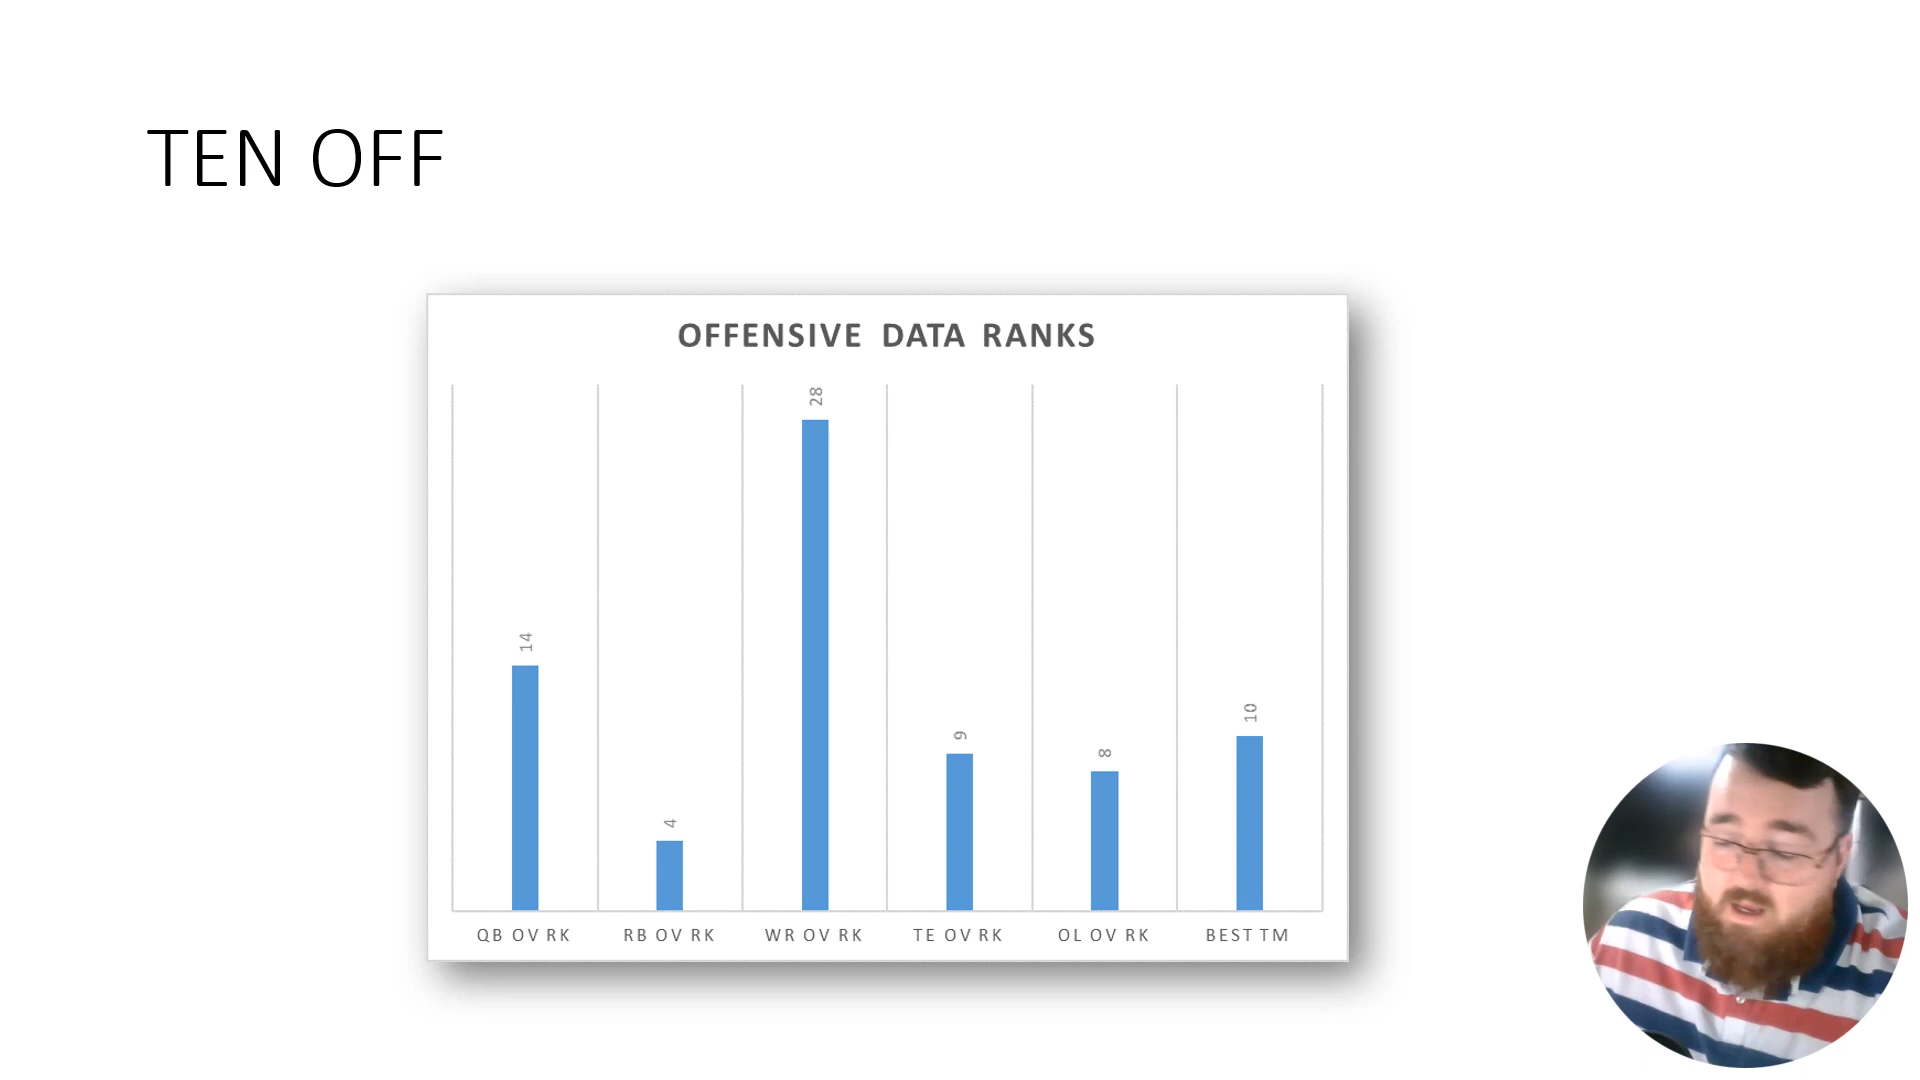 TEN OFF
OFFENSIVE DATA RANKS
28
14
10
9
8
4
QB OV RK
RB OV RK
WR OV RK
TE OV RK
OL OV RK
BEST TM